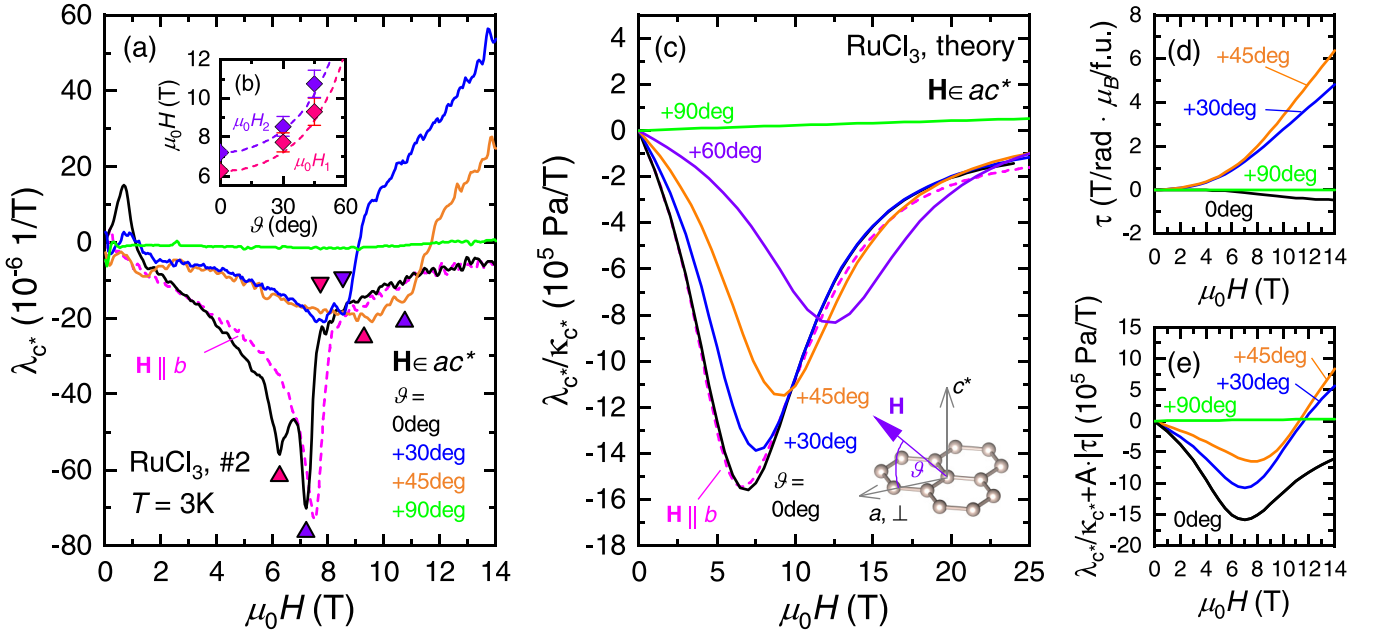 (a)
60
40
20
0
-20
-40
-60
-80
λc* (10⁻⁶ 1/T)
0 2 4 6 8 10 12 14
μ₀H (T)
H ∥ b
RuCl₃, #2
T = 3K
H ∈ ac*
ϑ =
0deg
+30deg
+45deg
+90deg
(b)
12
10
8
6
μ₀H (T)
μ₀H₂
μ₀H₁
0 30 60
ϑ (deg)
(c)
RuCl₃, theory
H ∈ ac*
4
2
0
-2
-4
-6
-8
-10
-12
-14
-16
-18
λc*/κc* (10⁵ Pa/T)
+90deg
+60deg
+45deg
+30deg
ϑ =
0deg
H ∥ b
c*
H
ϑ
a, ⊥
0 5 10 15 20 25
μ₀H (T)
(d)
8
6
4
2
0
-2
τ (T/rad · μB/f.u.)
+45deg
+30deg
+90deg
0deg
0 2 4 6 8 10 12 14
μ₀H (T)
(e)
15
10
5
0
-5
-10
-15
-20
λc*/κc*+A·|τ| (10⁵ Pa/T)
+45deg
+30deg
+90deg
0deg
0 2 4 6 8 10 12 14
μ₀H (T)